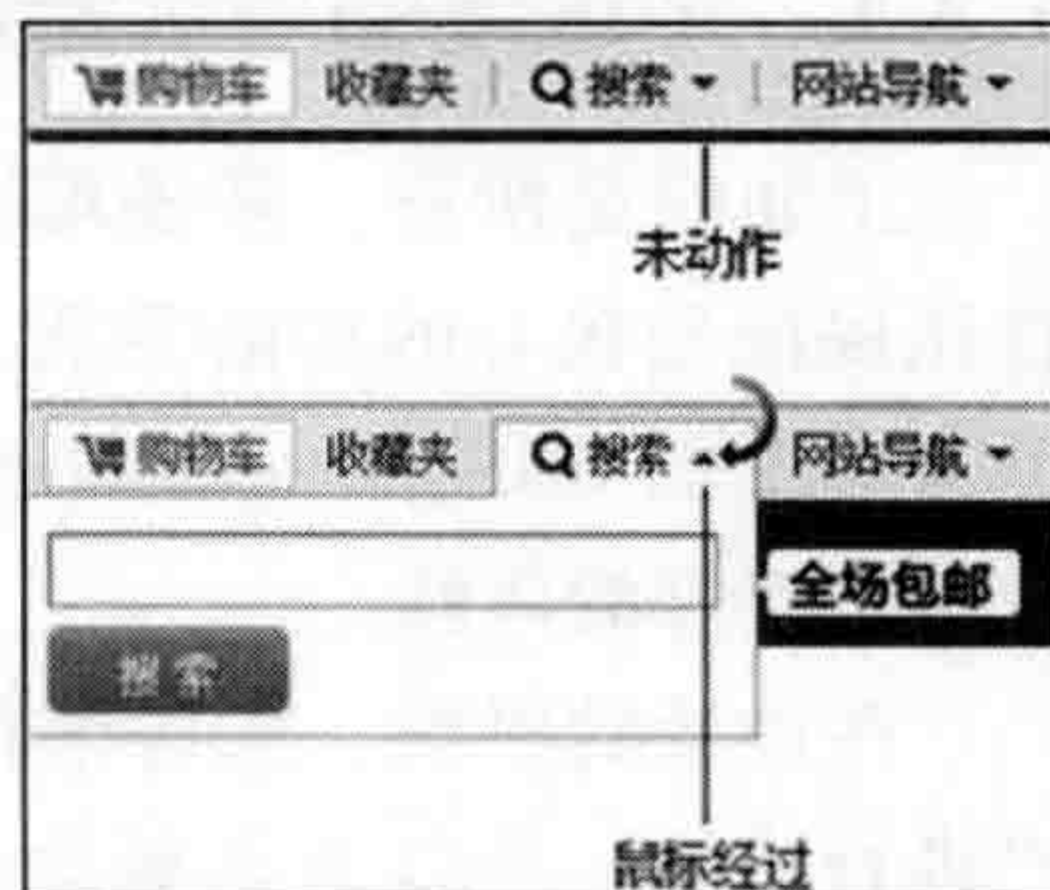 购物车 收藏夹 | 搜索 | 网站导航
未动作
购物车 收藏夹 搜索 网站导航
全场包邮
搜 索
鼠标经过